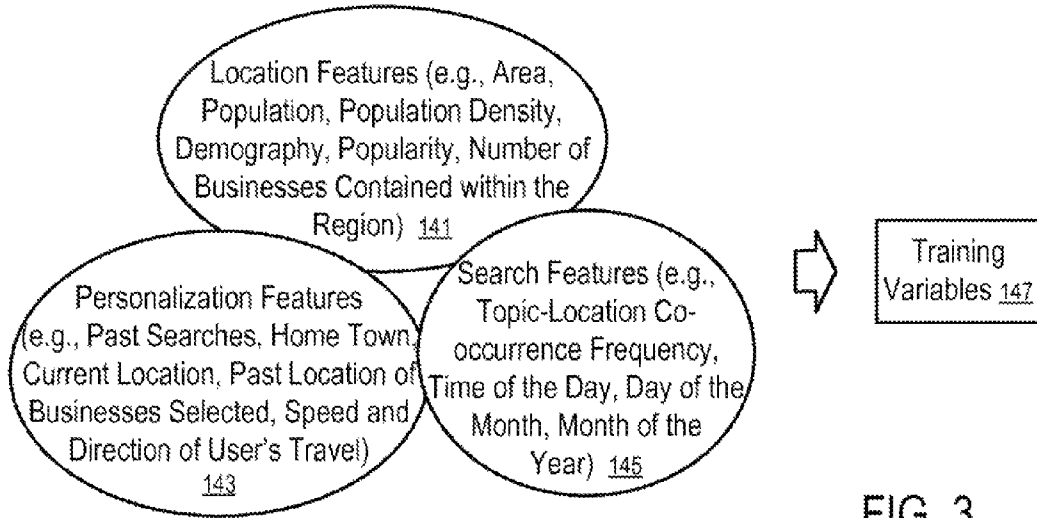 Location Features (e.g., Area,
Population, Population Density,
Demography, Popularity, Number of
Businesses Contained within the
Region) 141
Personalization Features
(e.g., Past Searches, Home Town,
Current Location, Past Location of
Businesses Selected, Speed and
Direction of User's Travel)
143
Search Features (e.g.,
Topic-Location Co-
occurrence Frequency,
Time of the Day, Day of the
Month, Month of the
Year) 145
Training
Variables 147
FIG. 3